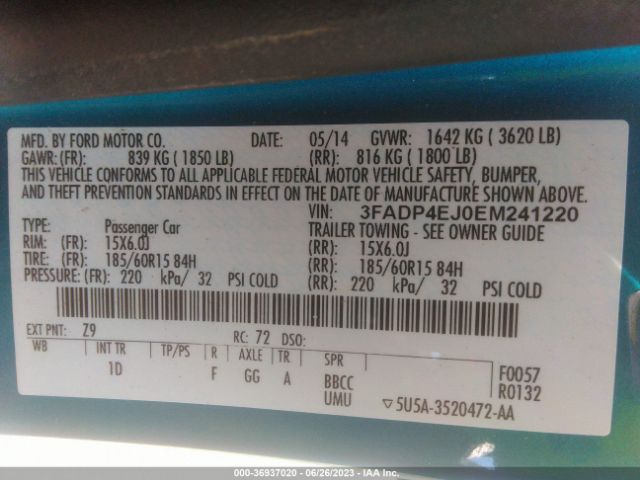 MFD. BY FORD MOTOR CO. DATE: 05/14 GVWR: 1642 KG ( 3620 LB)
GAWR: (FR): 839 KG ( 1850 LB) (RR): 816 KG ( 1800 LB)
THIS VEHICLE CONFORMS TO ALL APPLICABLE FEDERAL MOTOR VEHICLE SAFETY, BUMPER,
AND THEFT PREVENTION STANDARDS IN EFFECT ON THE DATE OF MANUFACTURE SHOWN ABOVE.
VIN: 3FADP4EJ0EM241220
TYPE: Passenger Car TRAILER TOWING - SEE OWNER GUIDE
RIM: (FR): 15X6.0J (RR): 15X6.0J
TIRE: (FR): 185/60R15 84H (RR): 185/60R15 84H
PRESSURE: (FR): 220 kPa/ 32 PSI COLD (RR): 220 kPa/ 32 PSI COLD
EXT PNT: Z9 RC: 72 DSO:
WB INT TR TP/PS R AXLE TR SPR
1D F GG A BBCC F0057
UMU R0132
▽5U5A-3520472-AA
000-36937020 - 06/26/2023 - IAA Inc.